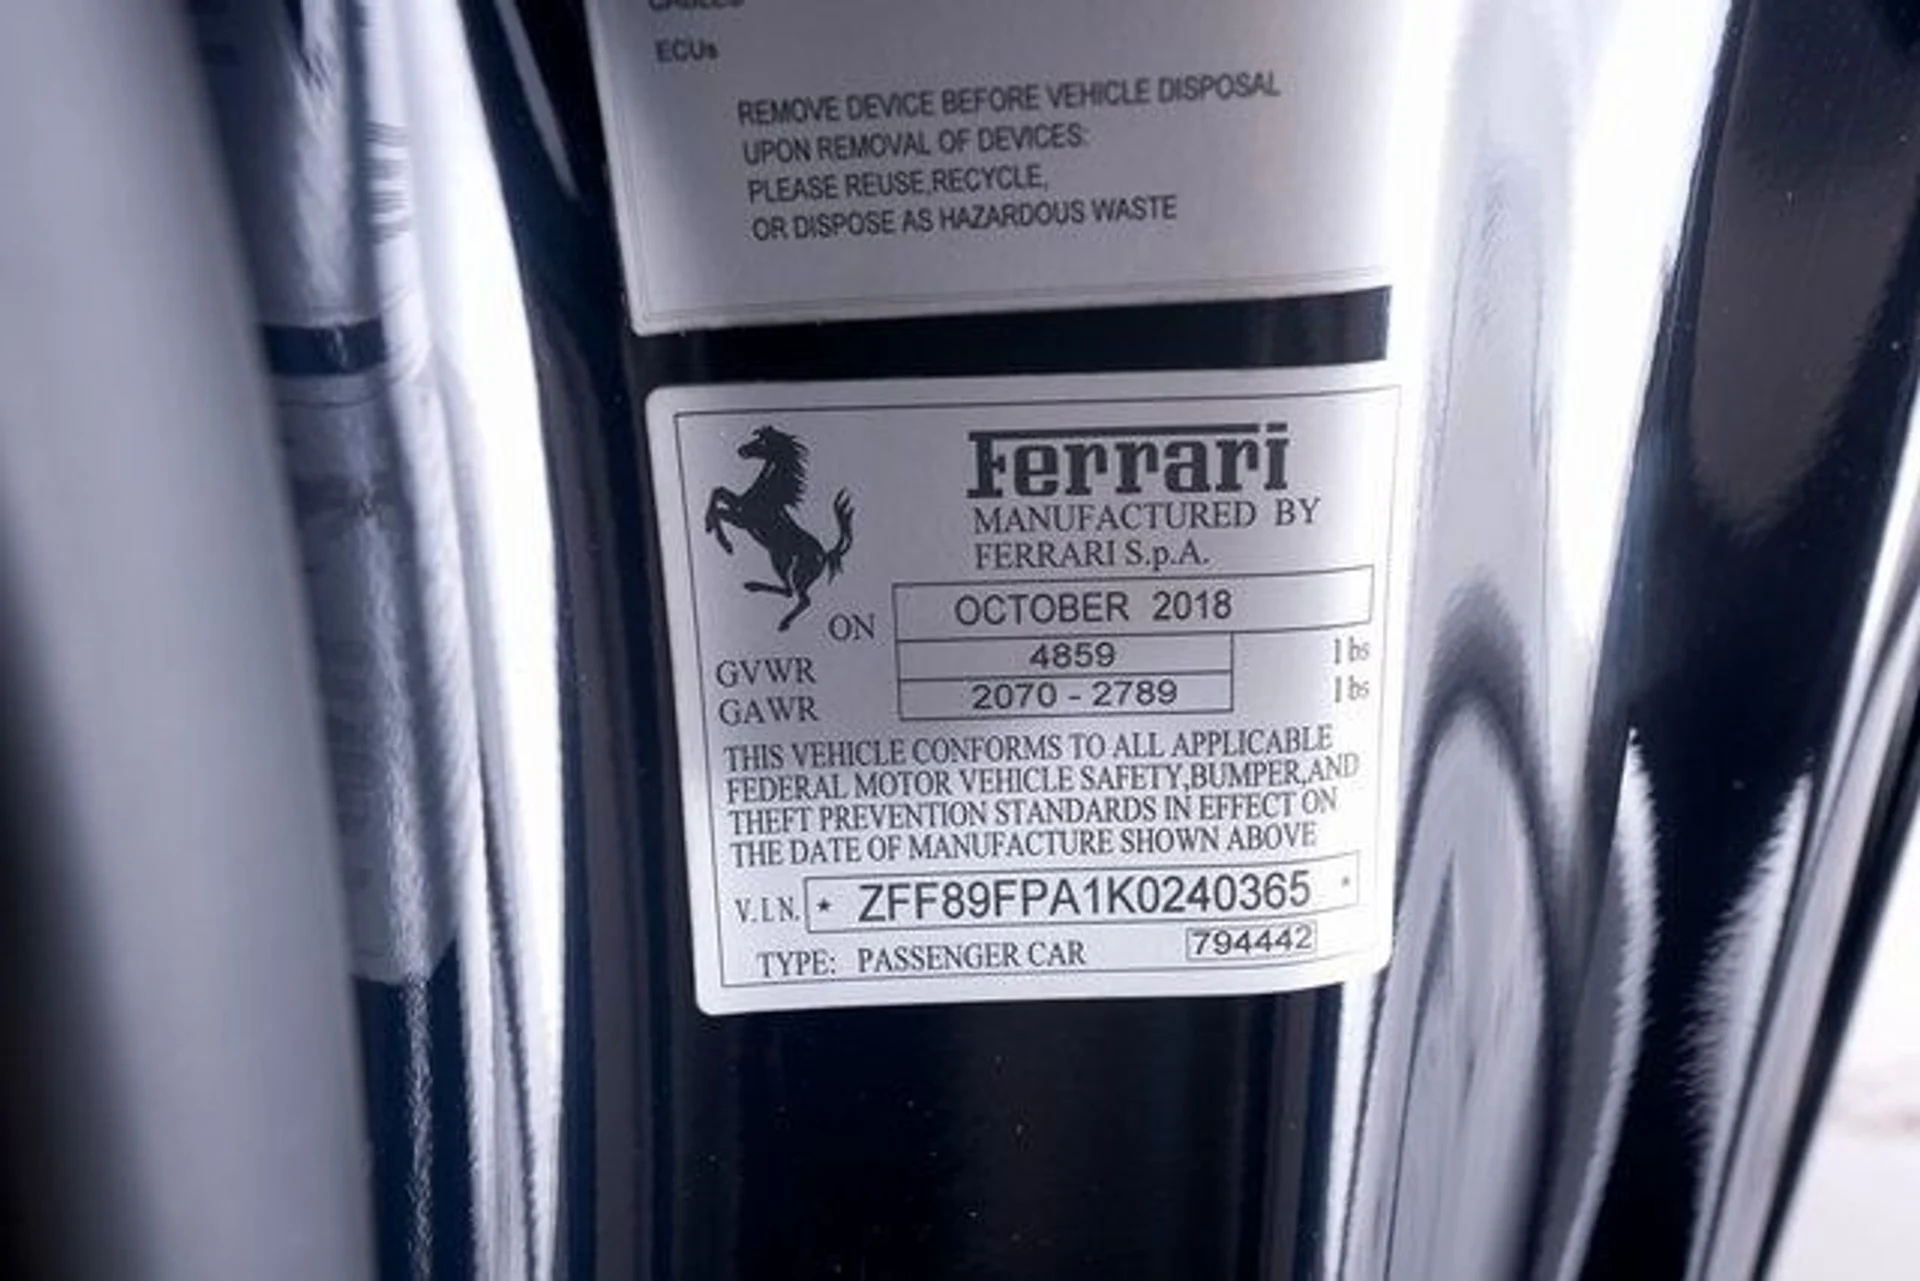 CABLES
ECUs
REMOVE DEVICE BEFORE VEHICLE DISPOSAL
UPON REMOVAL OF DEVICES:
PLEASE REUSE,RECYCLE,
OR DISPOSE AS HAZARDOUS WASTE
Ferrari
MANUFACTURED BY
FERRARI S.p.A.
ON OCTOBER 2018
GVWR 4859 lbs
GAWR 2070 - 2789 lbs
THIS VEHICLE CONFORMS TO ALL APPLICABLE
FEDERAL MOTOR VEHICLE SAFETY,BUMPER,AND
THEFT PREVENTION STANDARDS IN EFFECT ON
THE DATE OF MANUFACTURE SHOWN ABOVE
V.I.N. * ZFF89FPA1K0240365 *
TYPE: PASSENGER CAR 794442